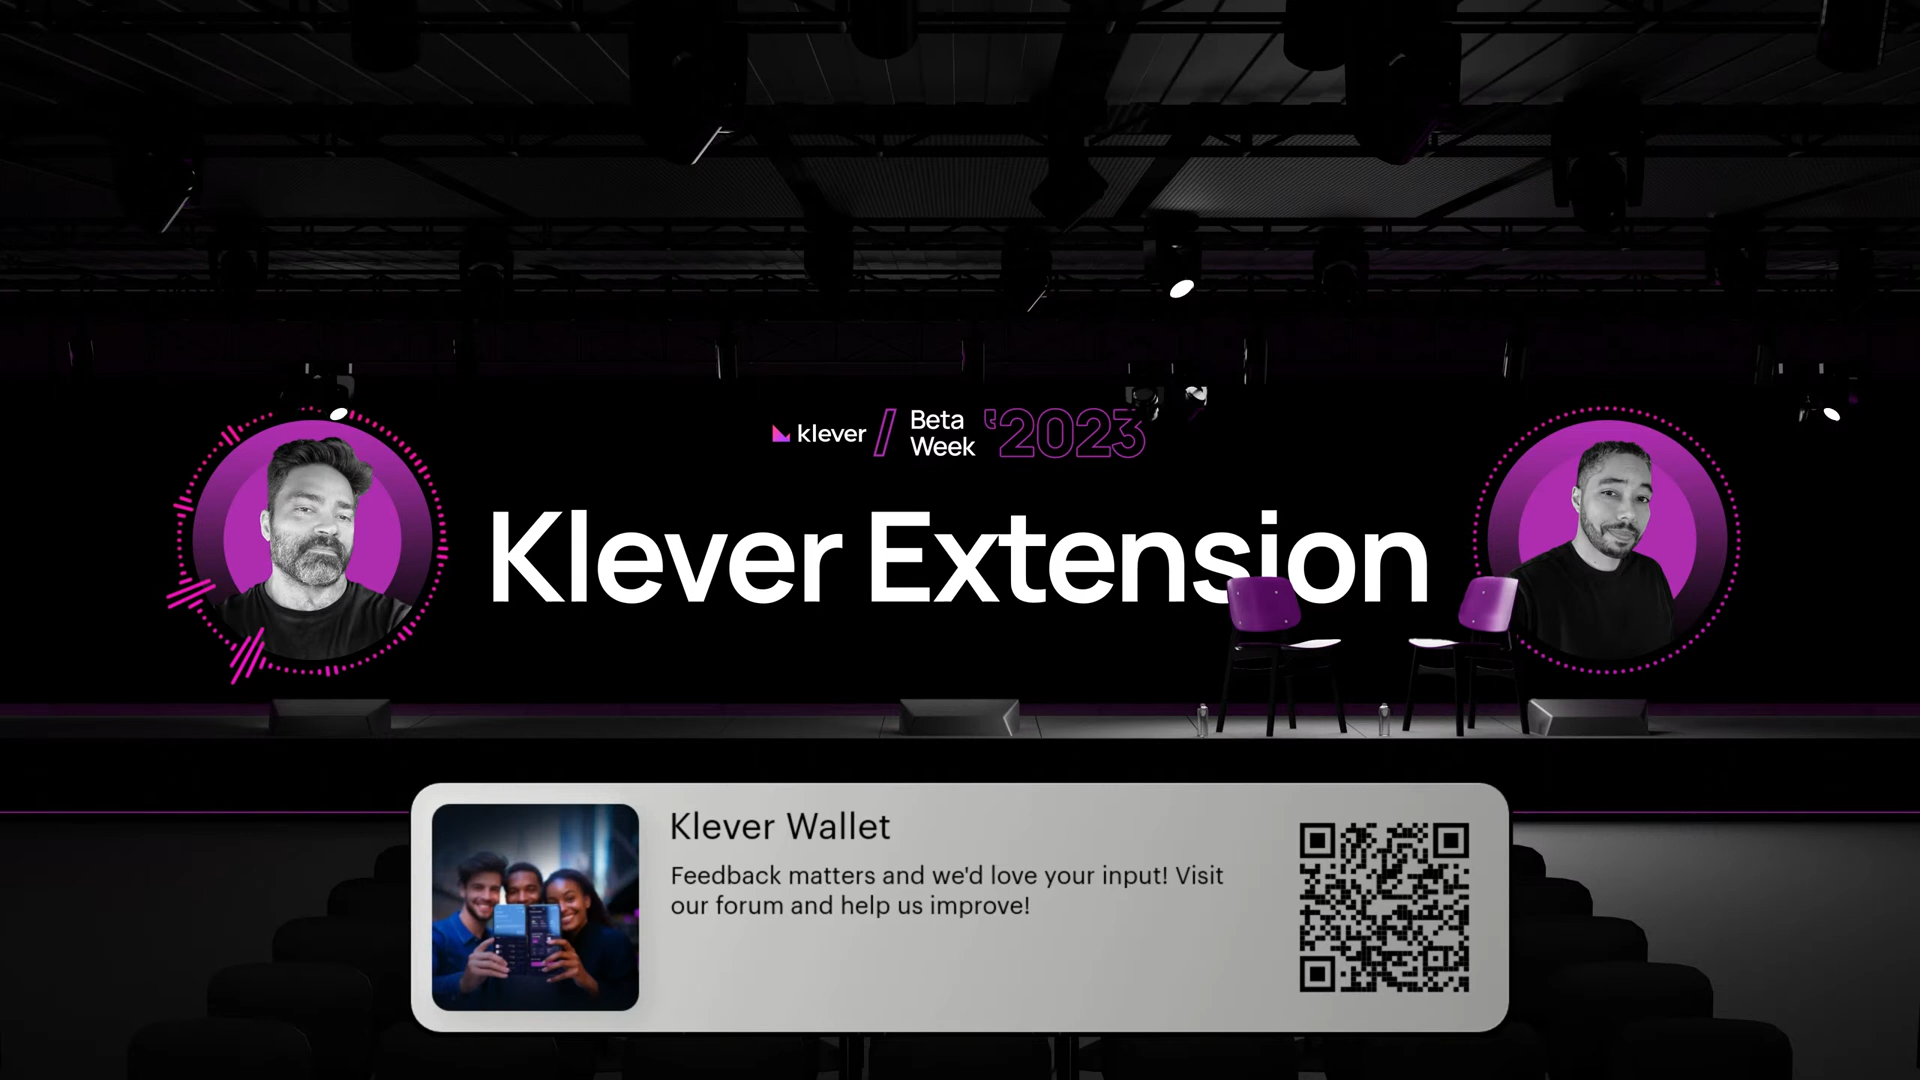 klever
Beta
Week
'2023
Klever Extension
Klever Wallet
Feedback matters and we'd love your input! Visit
our forum and help us improve!